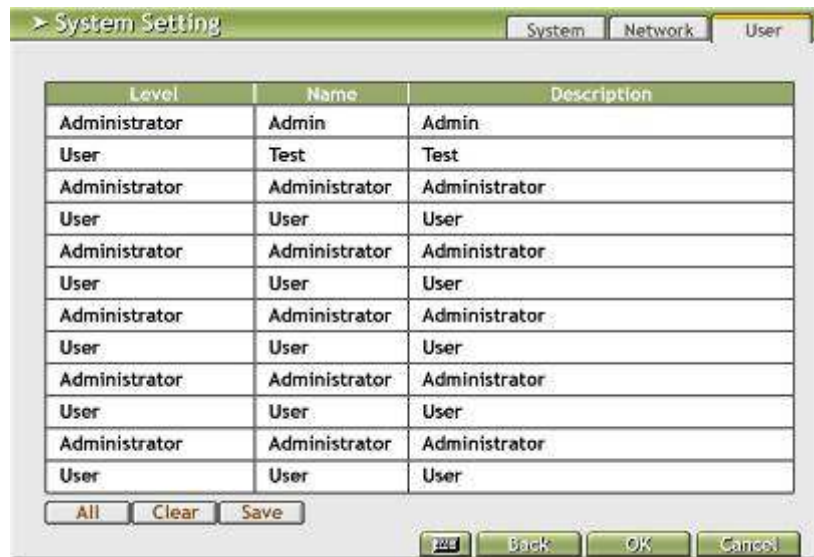 ➤ System Setting System Network User
Level Name Description
Administrator Admin Admin
User Test Test
Administrator Administrator Administrator
User User User
Administrator Administrator Administrator
User User User
Administrator Administrator Administrator
User User User
Administrator Administrator Administrator
User User User
Administrator Administrator Administrator
User User User
All Clear Save
Back OK Cancel